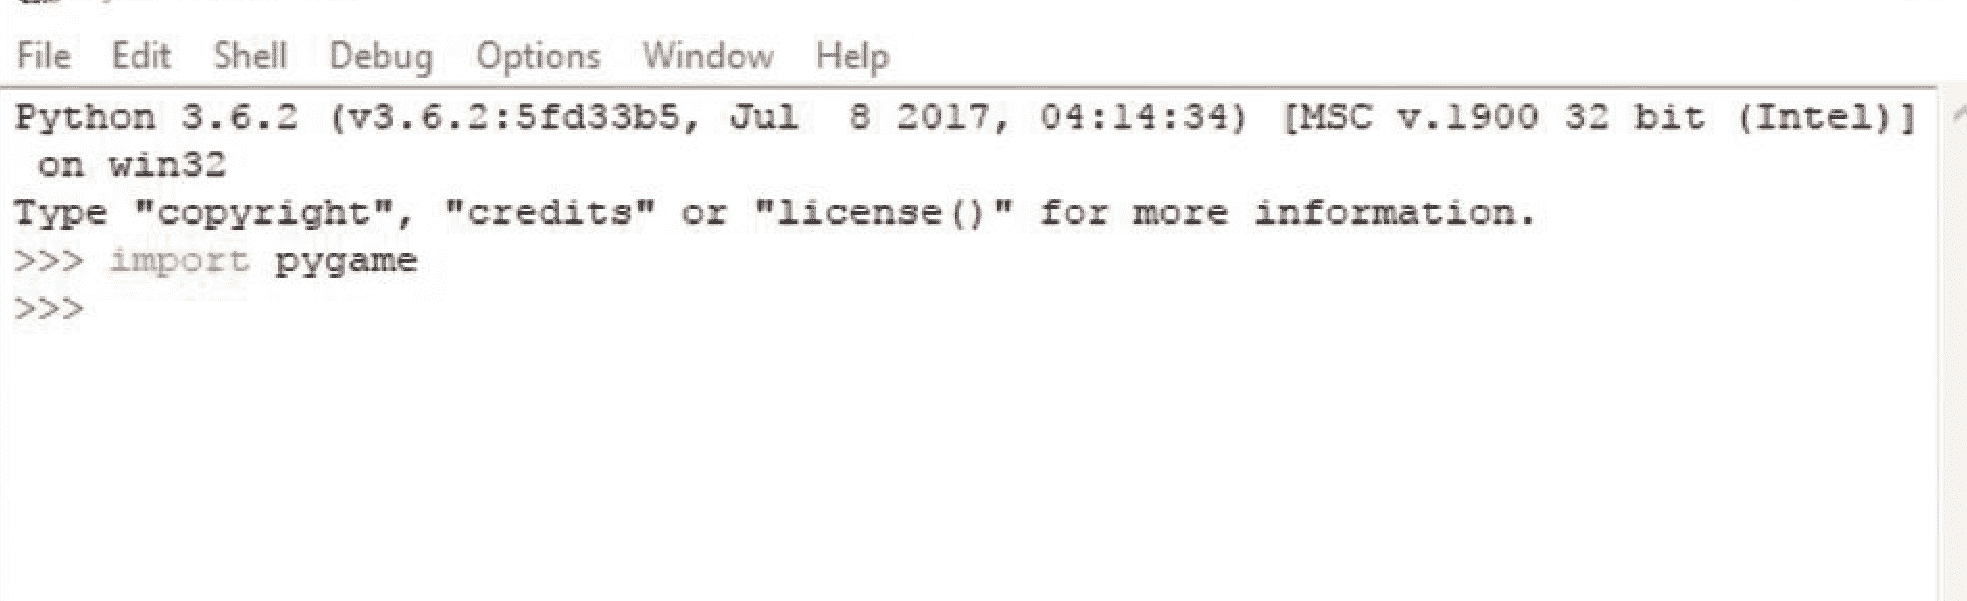 File Edit Shell Debug Options Window Help
Python 3.6.2 (v3.6.2:5fd33b5, Jul  8 2017, 04:14:34) [MSC v.1900 32 bit (Intel)]
 on win32
Type "copyright", "credits" or "license()" for more information.
>>> import pygame
>>>